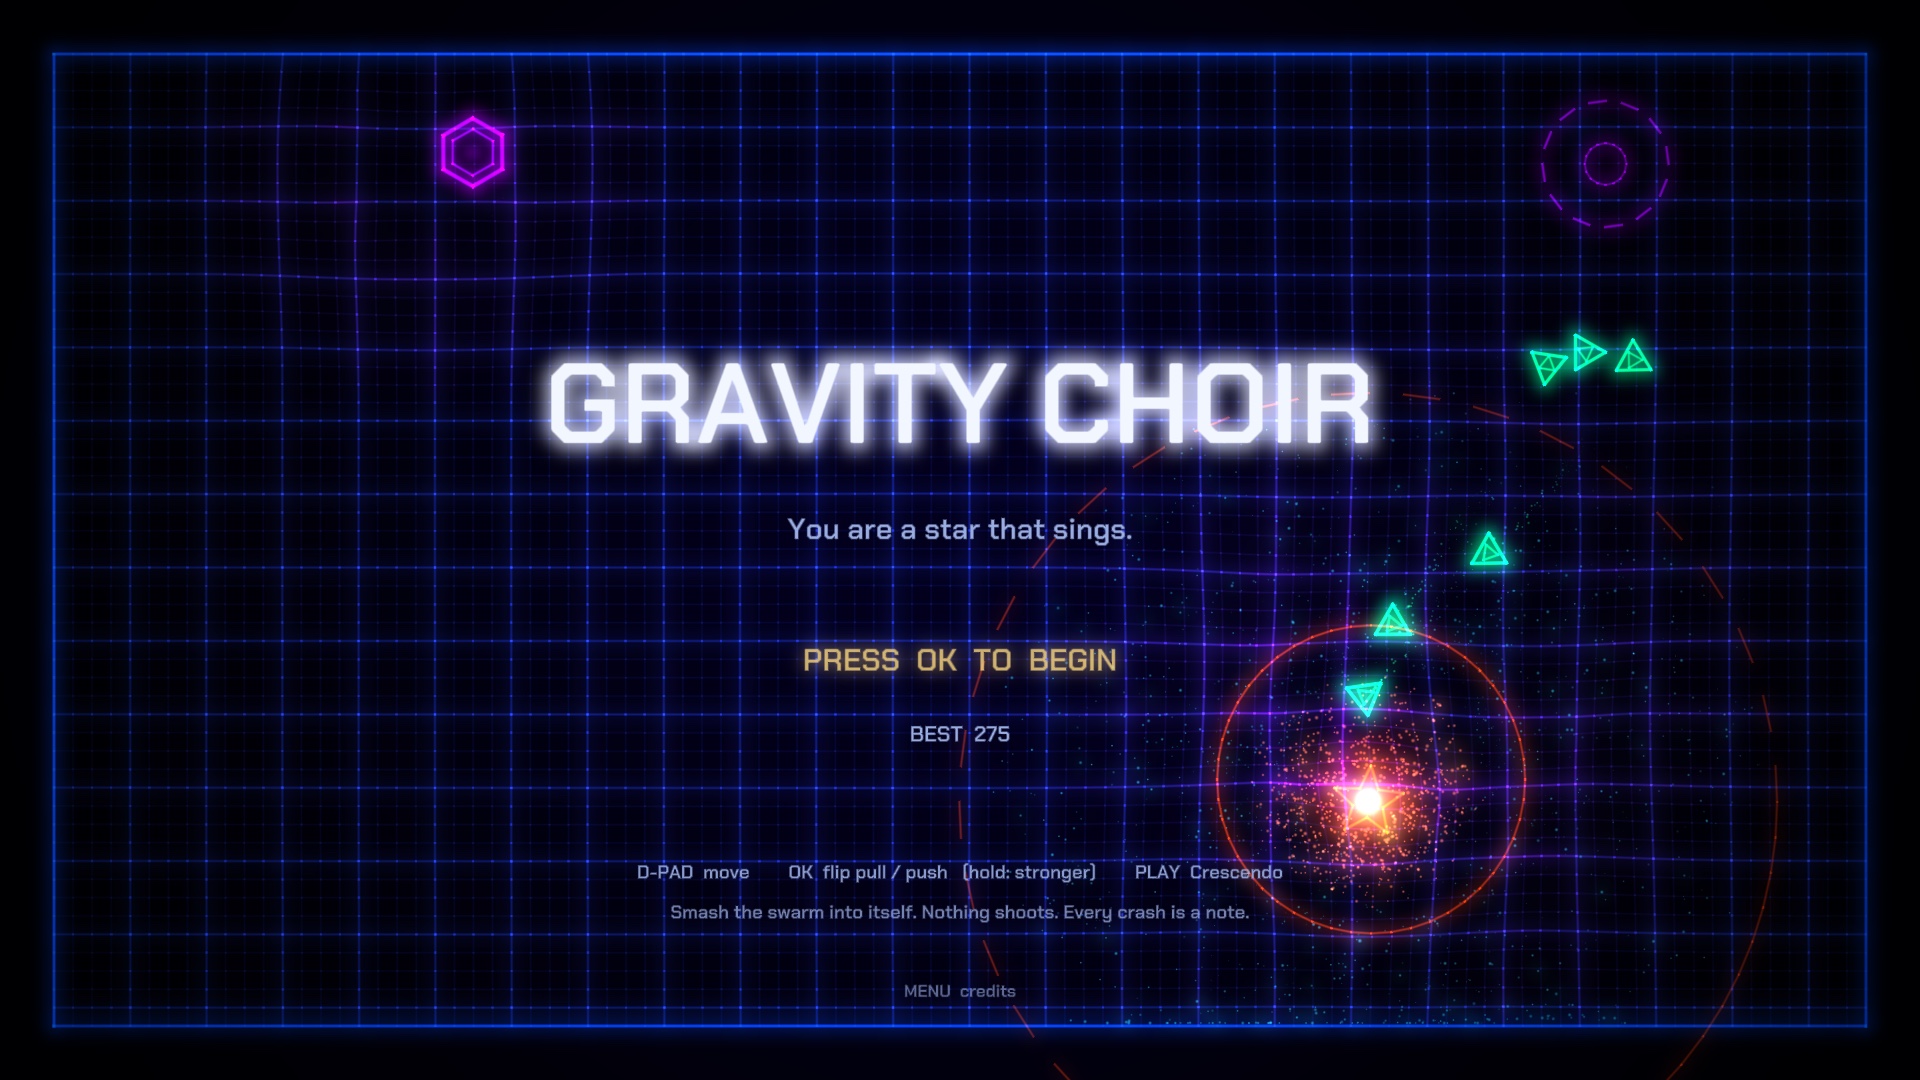 GRAVITY CHOIR
You are a star that sings.
PRESS OK TO BEGIN
BEST 275
D-PAD move OK flip pull / push (hold: stronger) PLAY Crescendo
Smash the swarm into itself. Nothing shoots. Every crash is a note.
MENU credits